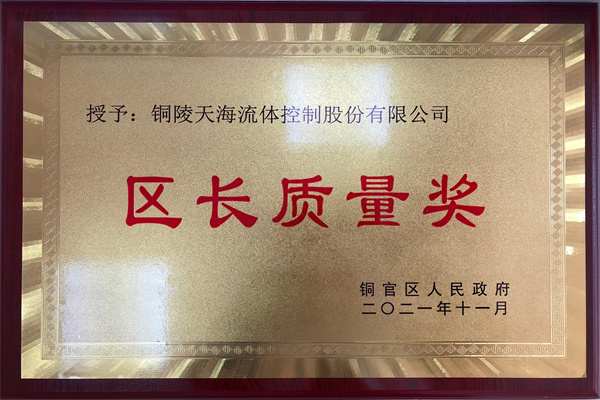 授予：铜陵天海流体控制股份有限公司
区长质量奖
铜官区人民政府
二〇二一年十一月